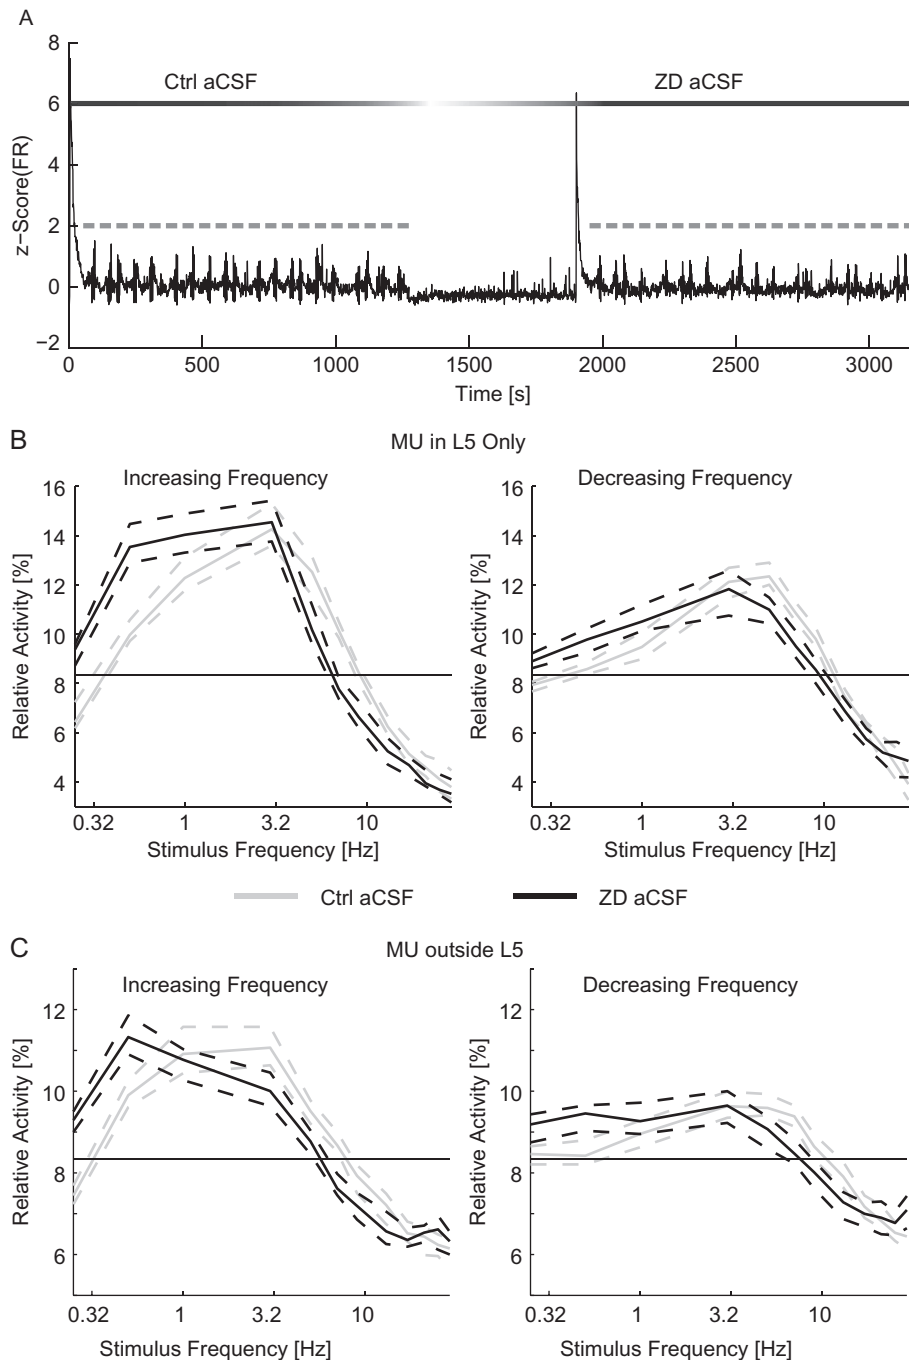 A
8
Ctrl aCSF
ZD aCSF
6
4
2
0
−2
z−Score(FR)
0
500
1000
1500
2000
2500
3000
Time [s]
B
MU in L5 Only
Increasing Frequency
16
14
12
10
8
6
4
Relative Activity [%]
0.32
1
3.2
10
Stimulus Frequency [Hz]
Decreasing Frequency
16
14
12
10
8
6
4
Relative Activity [%]
0.32
1
3.2
10
Stimulus Frequency [Hz]
Ctrl aCSF
ZD aCSF
C
MU outside L5
Increasing Frequency
12
10
8
6
Relative Activity [%]
0.32
1
3.2
10
Stimulus Frequency [Hz]
Decreasing Frequency
12
10
8
6
Relative Activity [%]
0.32
1
3.2
10
Stimulus Frequency [Hz]